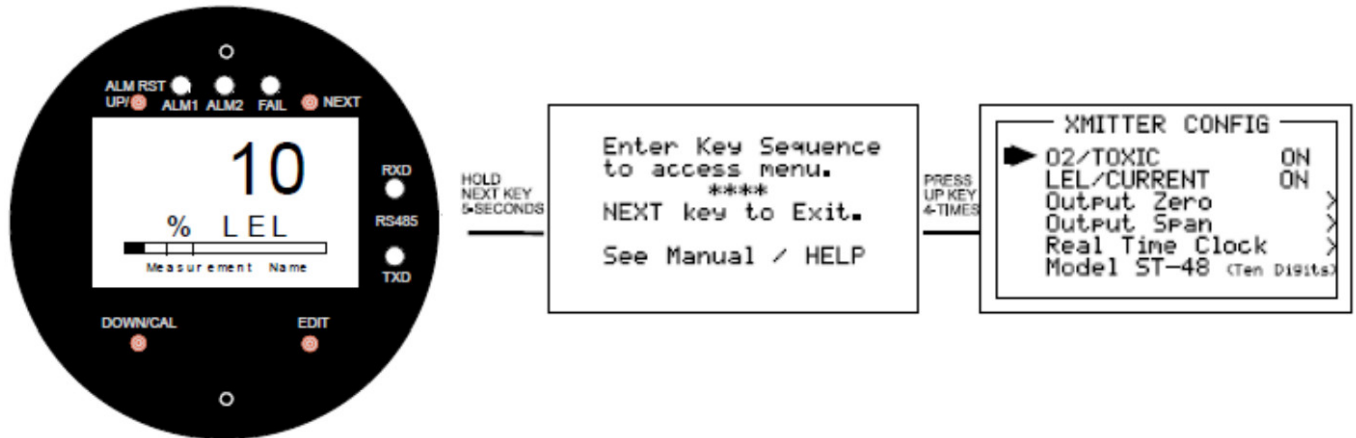 ALM RST
UP/
ALM1
ALM2
FAIL
NEXT
10
% LEL
Measurement Name
RXD
RS485
TXD
DOWN/CAL
EDIT
HOLD
NEXT KEY
5-SECONDS
Enter Key Sequence
to access menu.
****
NEXT key to Exit.
See Manual / HELP
PRESS
UP KEY
4-TIMES
XMITTER CONFIG
O2/TOXIC ON
LEL/CURRENT ON
Output Zero >
Output Span >
Real Time Clock >
Model ST-48 (Ten Digits)